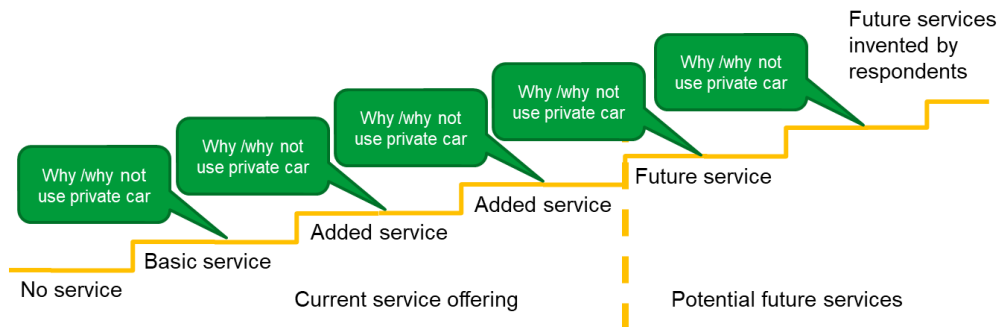 Future services
invented by
respondents
Why /why not
use private car
Why /why not
use private car
Why /why not
use private car
Why /why not
use private car
Why /why not
use private car
Future service
Added service
Added service
Basic service
No service
Current service offering
Potential future services